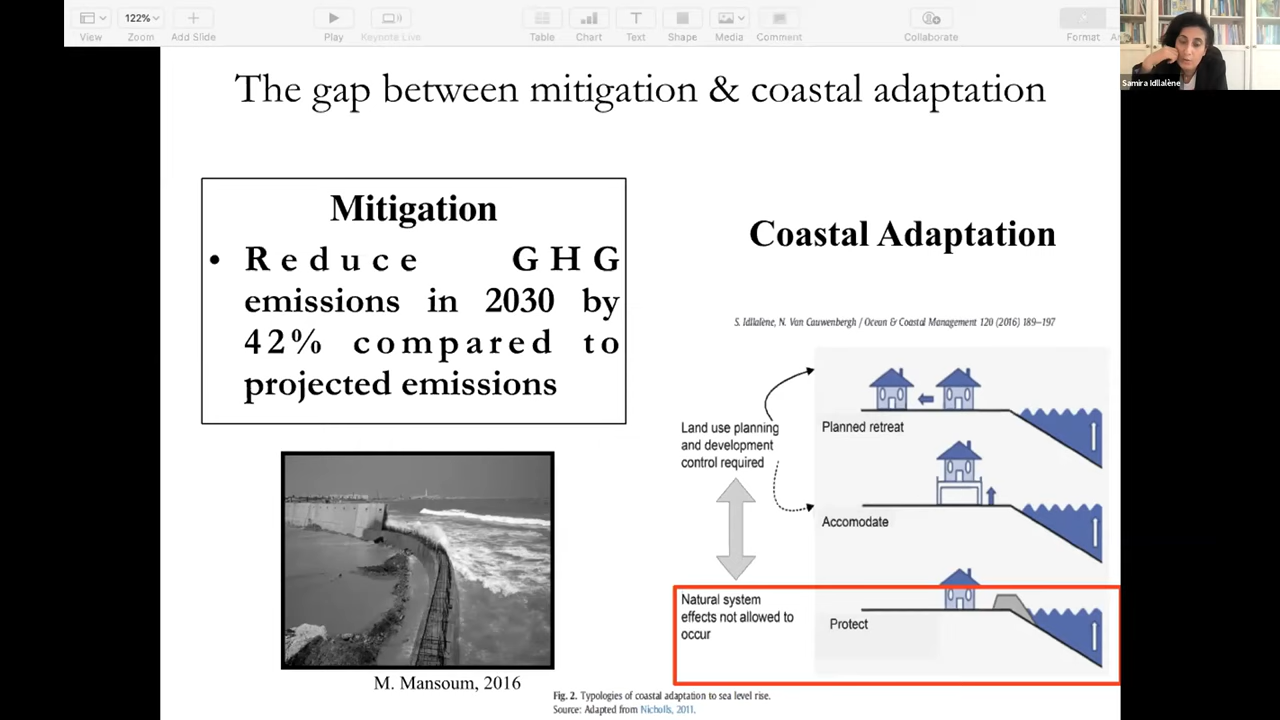 122%
View
Zoom
Add Slide
Play
Keynote Live
Table
Chart
Text
Shape
Media
Comment
Collaborate
Format
Samira Idllalène
The gap between mitigation & coastal adaptation
Mitigation
• Reduce GHG
emissions in 2030 by
42% compared to
projected emissions
M. Mansoum, 2016
Coastal Adaptation
S. Idllalène, N. Van Cauwenbergh / Ocean & Coastal Management 120 (2016) 189–197
Land use planning
and development
control required
Planned retreat
Accomodate
Natural system
effects not allowed to
occur
Protect
Fig. 2. Typologies of coastal adaptation to sea level rise.
Source: Adapted from Nicholls, 2011.